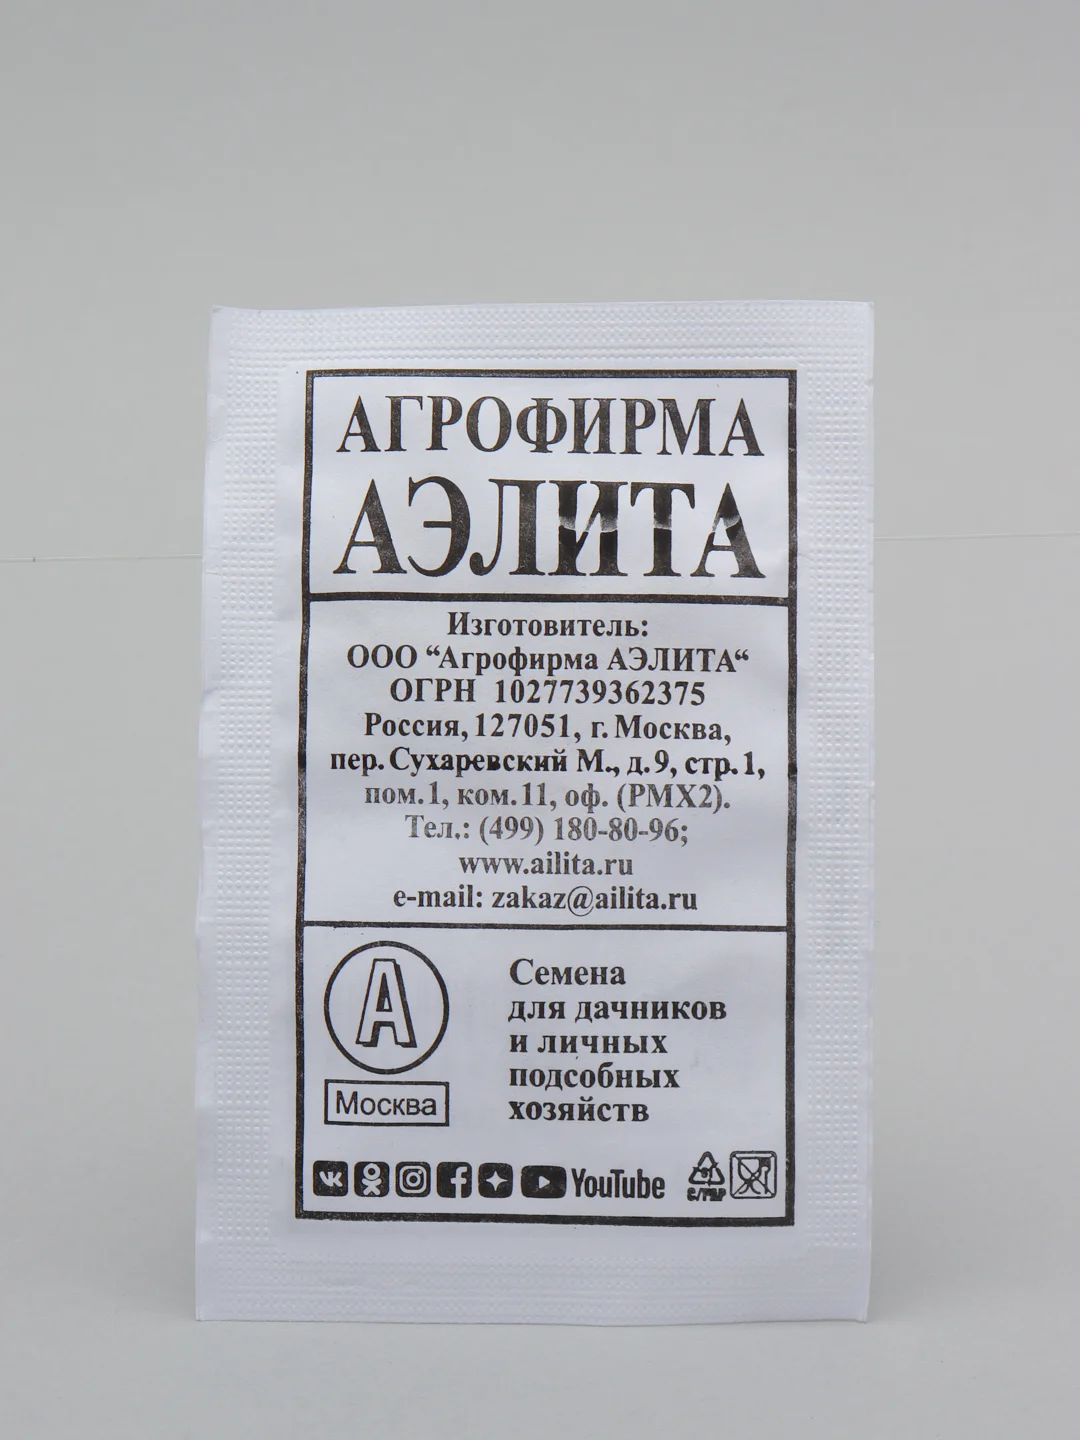 АГРОФИРМА
АЭЛИТА
Изготовитель:
ООО “Агрофирма АЭЛИТА“
ОГРН 1027739362375
Россия, 127051, г. Москва,
пер. Сухаревский М., д. 9, стр. 1,
пом. 1, ком. 11, оф. (РМХ2).
Тел.: (499) 180-80-96;
www.ailita.ru
e-mail: zakaz@ailita.ru
А
Москва
Семена
для дачников
и личных
подсобных
хозяйств
YouTube